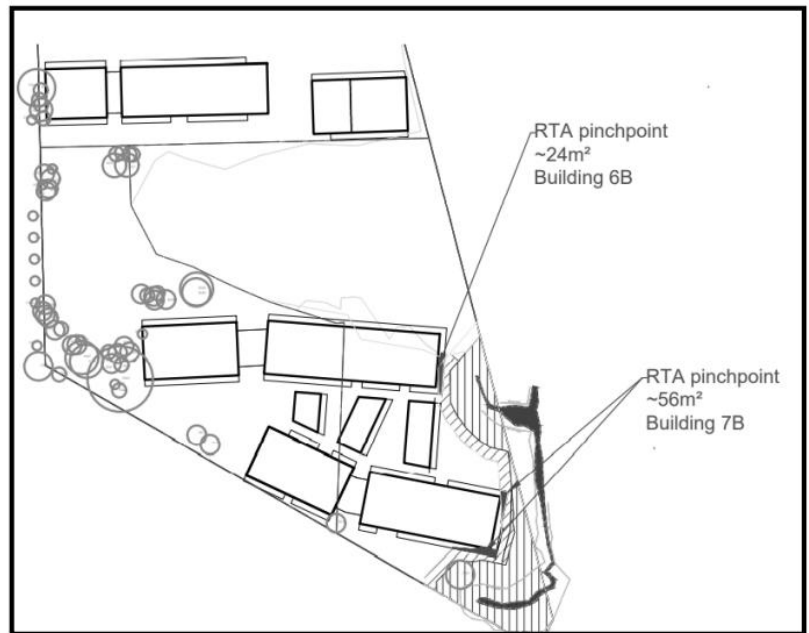 RTA pinchpoint
~24m²
Building 6B
RTA pinchpoint
~56m²
Building 7B